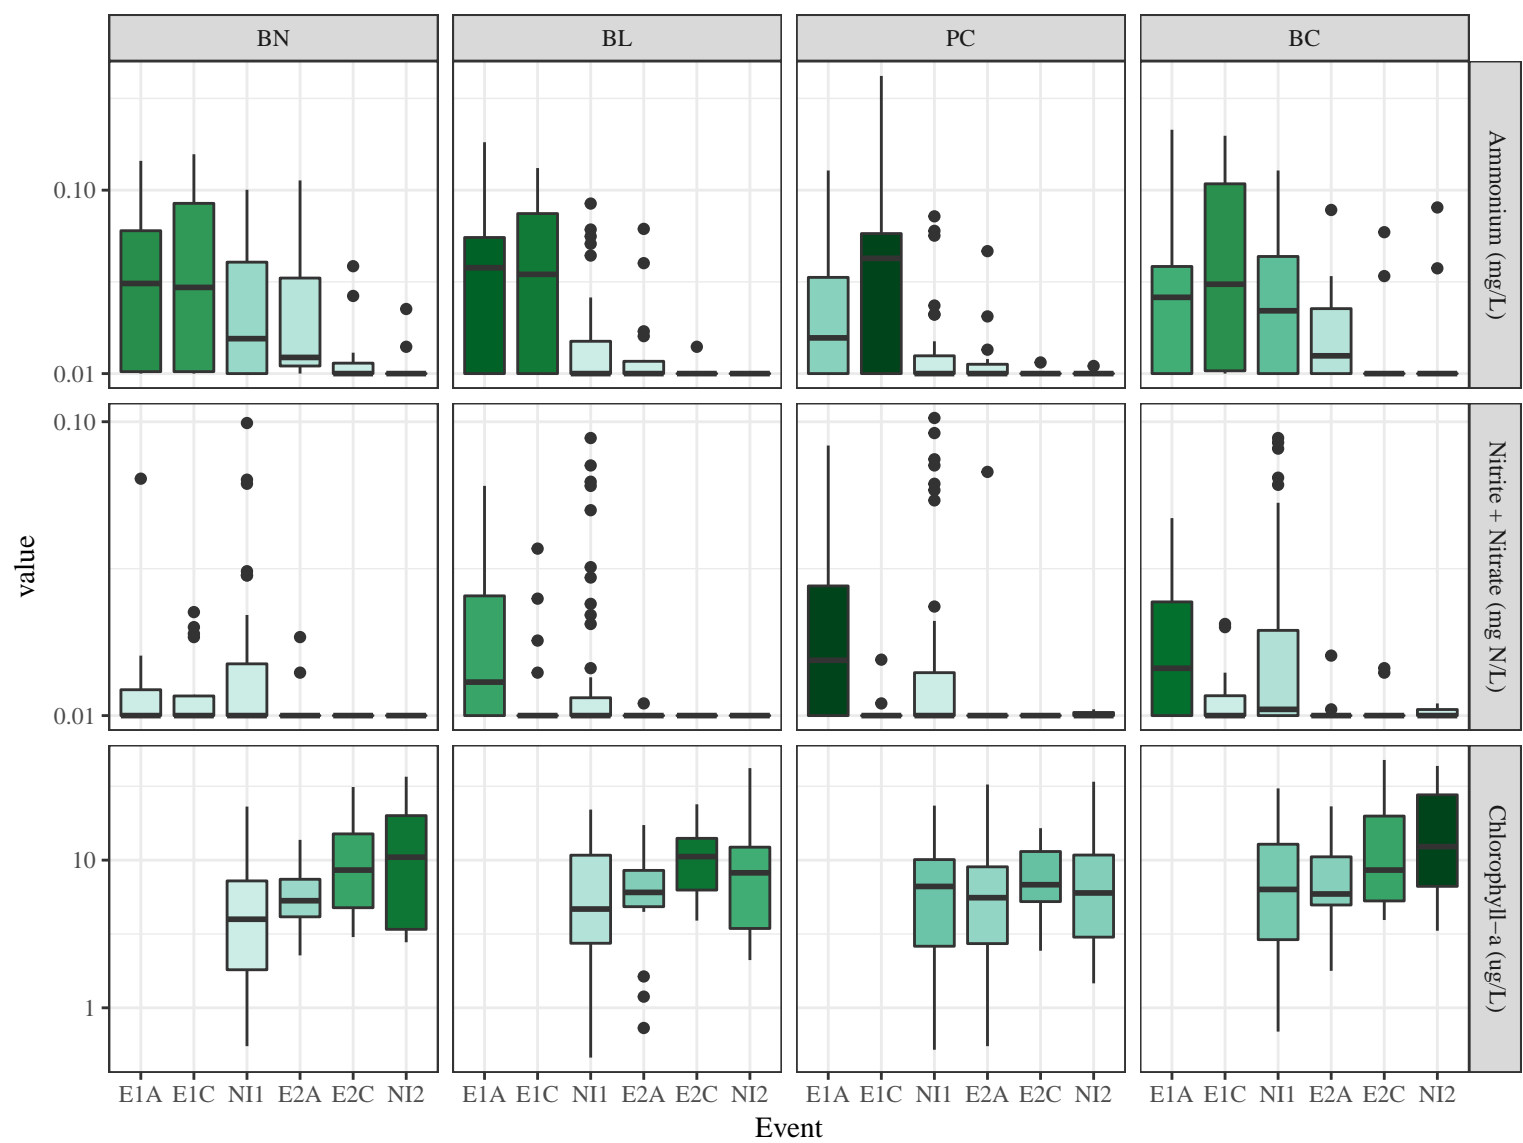 BN BL PC BC
0.10
0.01
Ammonium (mg/L)
0.10
0.01
Nitrite + Nitrate (mg N/L)
10
1
Chlorophyll−a (ug/L)
value
E1A E1C NI1 E2A E2C NI2 E1A E1C NI1 E2A E2C NI2 E1A E1C NI1 E2A E2C NI2 E1A E1C NI1 E2A E2C NI2
Event